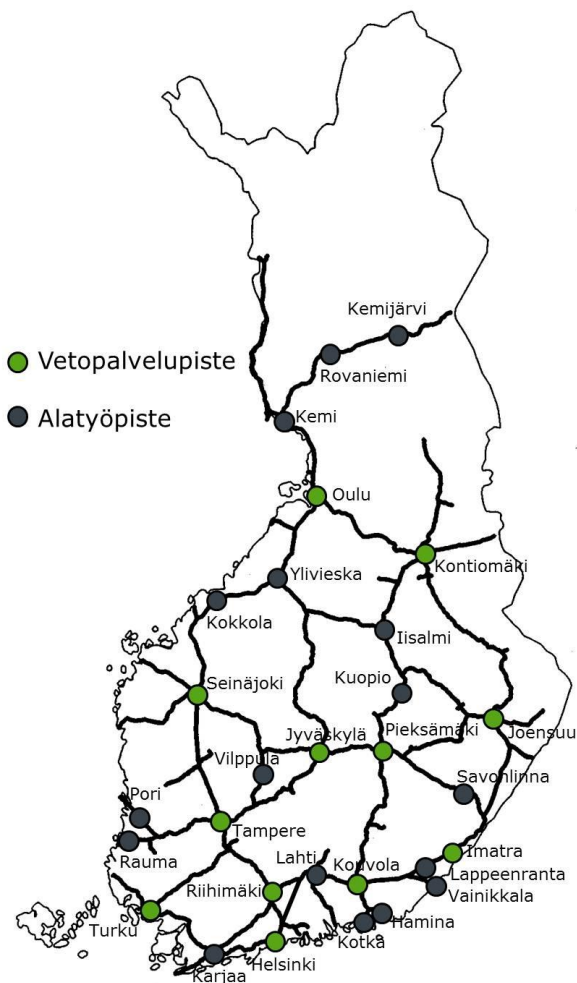 Kemijärvi
Vetopalvelupiste
Rovaniemi
Alatyöpiste
Kemi
Oulu
Kontiomäki
Ylivieska
Kokkola
Iisalmi
Kuopio
Seinäjoki
Jyväskylä
Pieksämäki
Joensuu
Vilppula
Savonlinna
Pori
Tampere
Rauma
Lahti
Kouvola
Imatra
Lappeenranta
Riihimäki
Vainikkala
Hamina
Turku
Kotka
Helsinki
Karjaa